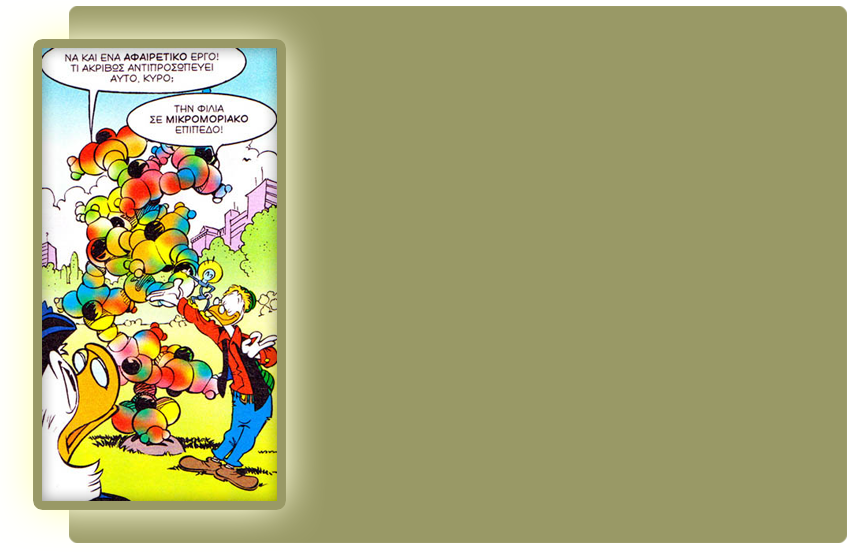 ΝΑ ΚΑΙ ΕΝΑ ΑΦΑΙΡΕΤΙΚΟ ΕΡΓΟ!
ΤΙ ΑΚΡΙΒΩΣ ΑΝΤΙΠΡΟΣΩΠΕΥΕΙ
ΑΥΤΟ, ΚΥΡΟ;
ΤΗΝ ΦΙΛΙΑ
ΣΕ ΜΙΚΡΟΜΟΡΙΑΚΟ
ΕΠΙΠΕΔΟ!